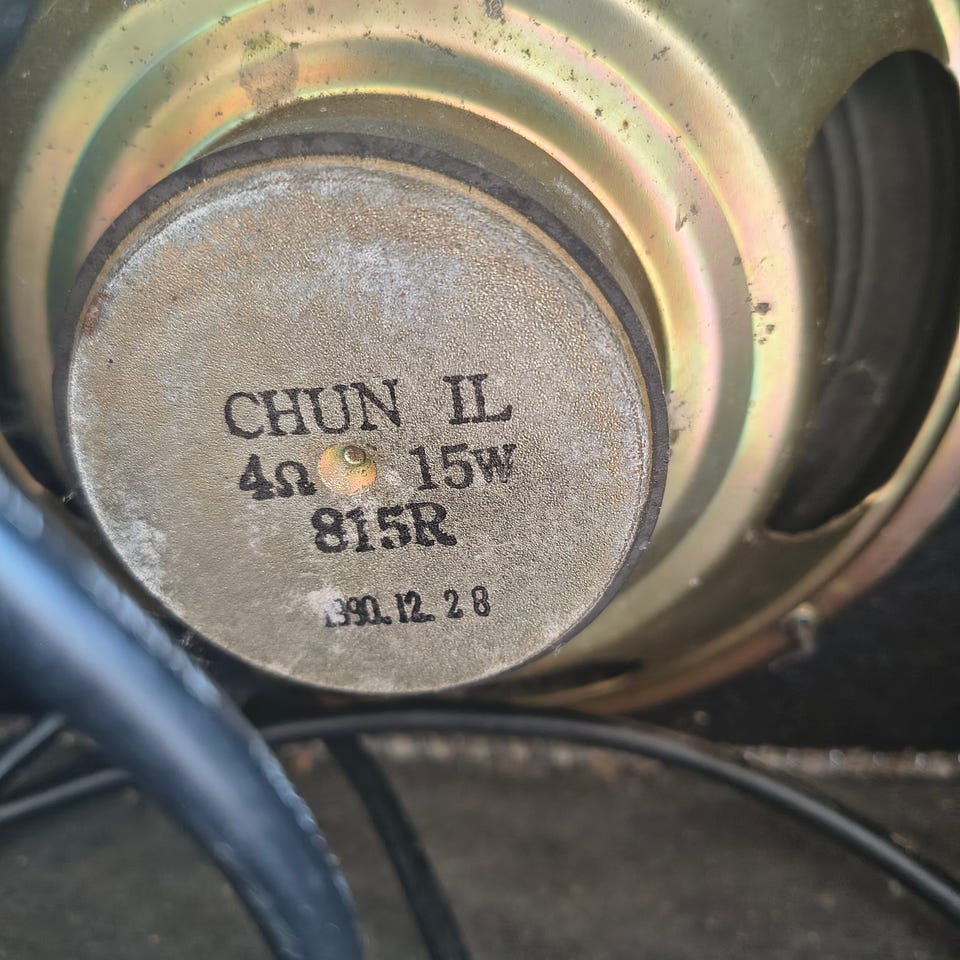 CHUN IL
4Ω 15W
815R
1990.12.28